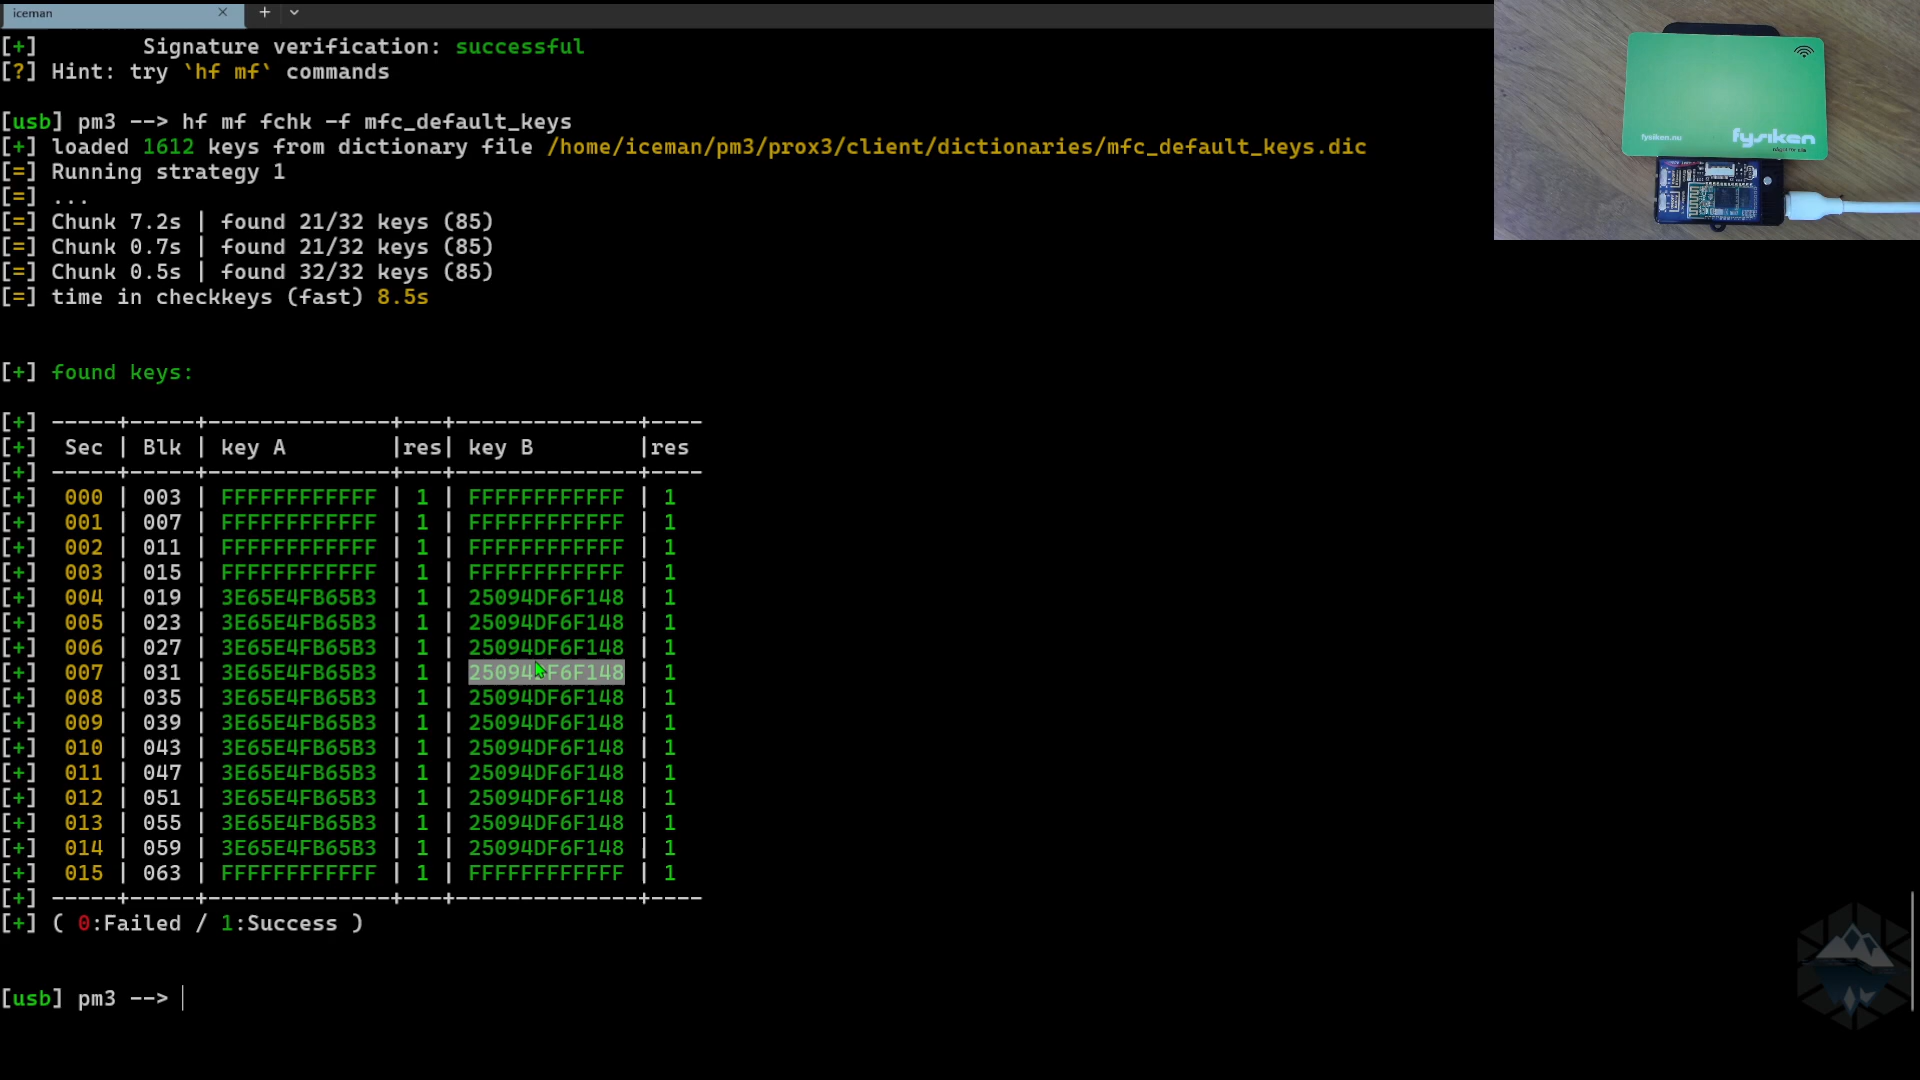 iceman
[+]         Signature verification: successful
[?] Hint: try `hf mf` commands
[usb] pm3 --> hf mf fchk -f mfc_default_keys
[+] loaded 1612 keys from dictionary file /home/iceman/pm3/prox3/client/dictionaries/mfc_default_keys.dic
[=] Running strategy 1
[=] ...
[=] Chunk 7.2s | found 21/32 keys (85)
[=] Chunk 0.7s | found 21/32 keys (85)
[=] Chunk 0.5s | found 32/32 keys (85)
[=] time in checkkeys (fast) 8.5s
[+] found keys:
[+] -----+-----+--------------+---+--------------+----
[+]  Sec | Blk | key A        |res| key B        |res
[+] -----+-----+--------------+---+--------------+----
[+]  000 | 003 | FFFFFFFFFFFF | 1 | FFFFFFFFFFFF | 1
[+]  001 | 007 | FFFFFFFFFFFF | 1 | FFFFFFFFFFFF | 1
[+]  002 | 011 | FFFFFFFFFFFF | 1 | FFFFFFFFFFFF | 1
[+]  003 | 015 | FFFFFFFFFFFF | 1 | FFFFFFFFFFFF | 1
[+]  004 | 019 | 3E65E4FB65B3 | 1 | 25094DF6F148 | 1
[+]  005 | 023 | 3E65E4FB65B3 | 1 | 25094DF6F148 | 1
[+]  006 | 027 | 3E65E4FB65B3 | 1 | 25094DF6F148 | 1
[+]  007 | 031 | 3E65E4FB65B3 | 1 | 25094DF6F148 | 1
[+]  008 | 035 | 3E65E4FB65B3 | 1 | 25094DF6F148 | 1
[+]  009 | 039 | 3E65E4FB65B3 | 1 | 25094DF6F148 | 1
[+]  010 | 043 | 3E65E4FB65B3 | 1 | 25094DF6F148 | 1
[+]  011 | 047 | 3E65E4FB65B3 | 1 | 25094DF6F148 | 1
[+]  012 | 051 | 3E65E4FB65B3 | 1 | 25094DF6F148 | 1
[+]  013 | 055 | 3E65E4FB65B3 | 1 | 25094DF6F148 | 1
[+]  014 | 059 | 3E65E4FB65B3 | 1 | 25094DF6F148 | 1
[+]  015 | 063 | FFFFFFFFFFFF | 1 | FFFFFFFFFFFF | 1
[+] -----+-----+--------------+---+--------------+----
[+] ( 0:Failed / 1:Success )
[usb] pm3 -->
fysiken.nu
fysiken